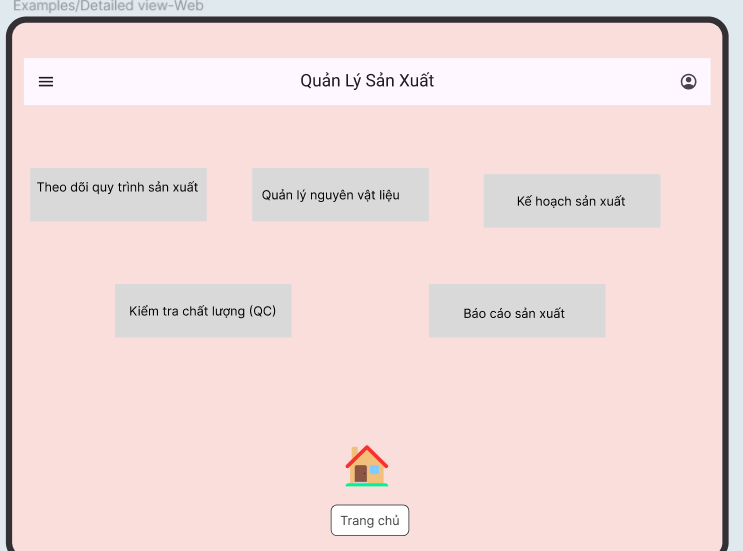 Examples/Detailed view-Web
Quản Lý Sản Xuất
Theo dõi quy trình sản xuất
Quản lý nguyên vật liệu
Kế hoạch sản xuất
Kiểm tra chất lượng (QC)
Báo cáo sản xuất
Trang chủ